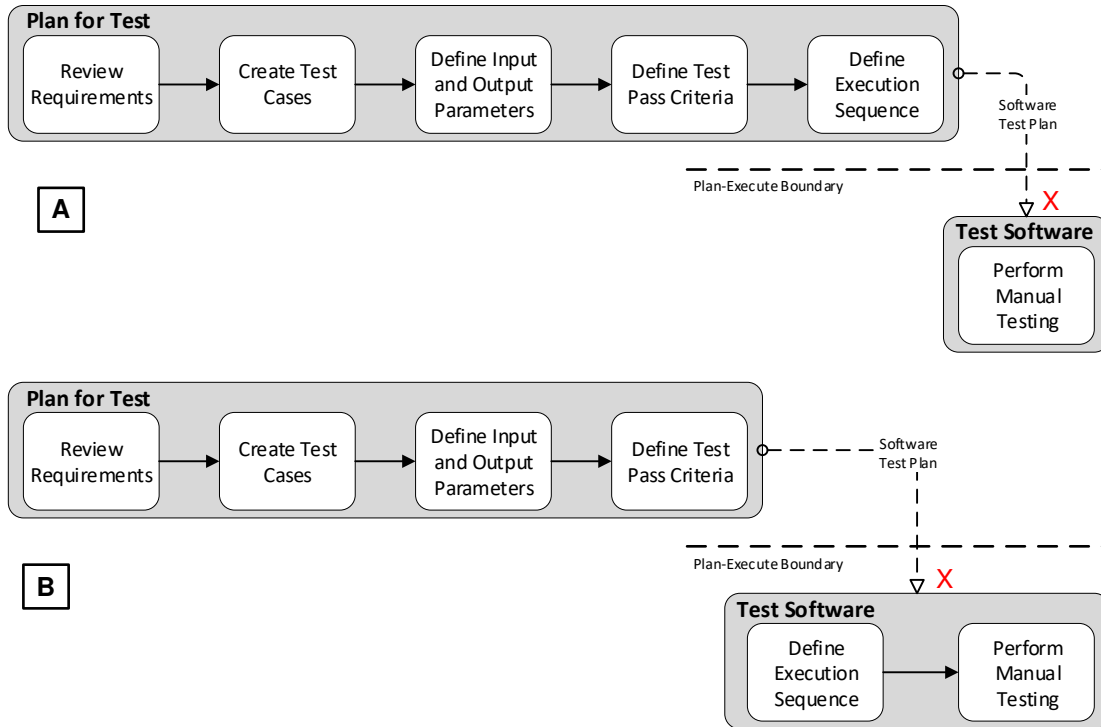 Plan for Test
Review
Requirements
Create Test
Cases
Define Input
and Output
Parameters
Define Test
Pass Criteria
Define
Execution
Sequence
Software
Test Plan
Plan-Execute Boundary
A
X
Test Software
Perform
Manual
Testing
Plan for Test
Review
Requirements
Create Test
Cases
Define Input
and Output
Parameters
Define Test
Pass Criteria
Software
Test Plan
Plan-Execute Boundary
B
X
Test Software
Define
Execution
Sequence
Perform
Manual
Testing